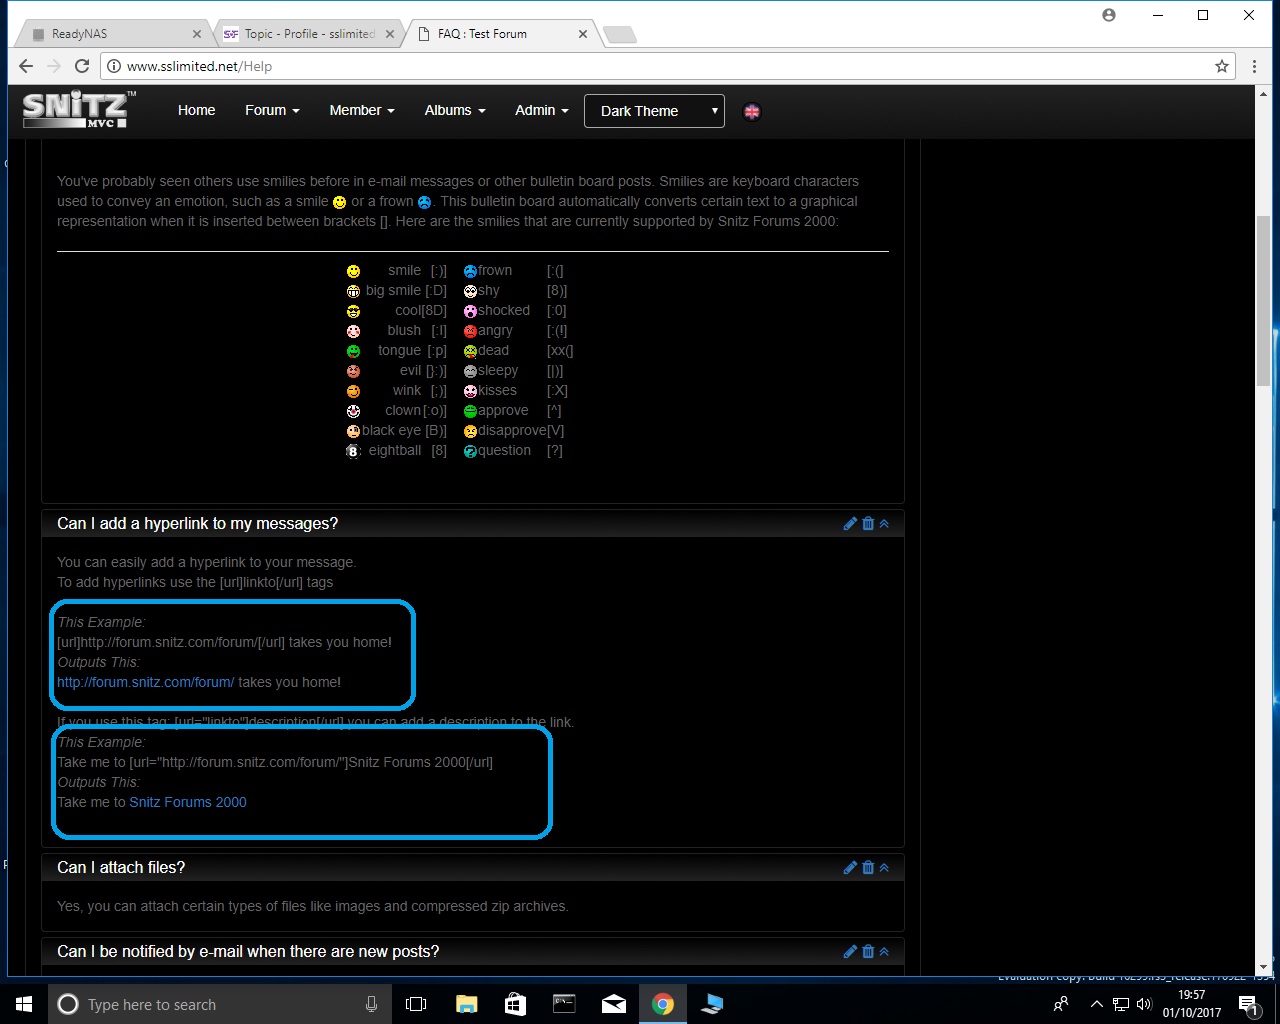 ReadyNAS
Topic - Profile - sslimited
FAQ : Test Forum
www.sslimited.net/Help
SNiTZ™
MVC
Home
Forum
Member
Albums
Admin
Dark Theme
You've probably seen others use smilies before in e-mail messages or other bulletin board posts. Smilies are keyboard characters
used to convey an emotion, such as a smile or a frown . This bulletin board automatically converts certain text to a graphical
representation when it is inserted between brackets []. Here are the smilies that are currently supported by Snitz Forums 2000:
smile [:)] frown [:(]
big smile [:D] shy [8)]
cool[8D] shocked [:0]
blush [:I] angry [:(!]
tongue [:p] dead [xx(]
evil [}:)] sleepy [|)]
wink [;)] kisses [:X]
clown[:o)] approve [^]
black eye [B)] disapprove[V]
eightball [8] question [?]
Can I add a hyperlink to my messages?
You can easily add a hyperlink to your message.
To add hyperlinks use the [url]linkto[/url] tags
This Example:
[url]http://forum.snitz.com/forum/[/url] takes you home!
Outputs This:
http://forum.snitz.com/forum/ takes you home!
If you use this tag: [url="linkto"]description[/url] you can add a description to the link.
This Example:
Take me to [url="http://forum.snitz.com/forum/"]Snitz Forums 2000[/url]
Outputs This:
Take me to Snitz Forums 2000
Can I attach files?
Yes, you can attach certain types of files like images and compressed zip archives.
Can I be notified by e-mail when there are new posts?
Evaluation copy. Build
Type here to search
19:57
01/10/2017
1